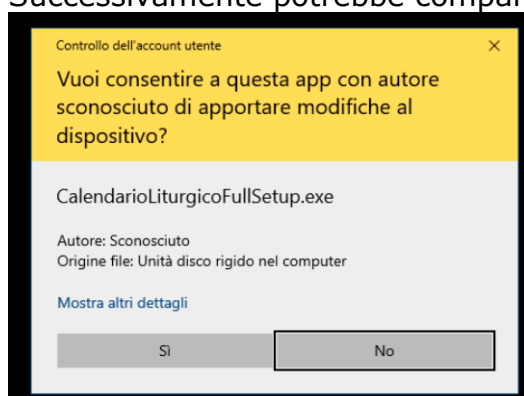 Successivamente potrebbe compar
Controllo dell'account utente
Vuoi consentire a questa app con autore
sconosciuto di apportare modifiche al
dispositivo?
CalendarioLiturgicoFullSetup.exe
Autore: Sconosciuto
Origine file: Unità disco rigido nel computer
Mostra altri dettagli
Sì
No